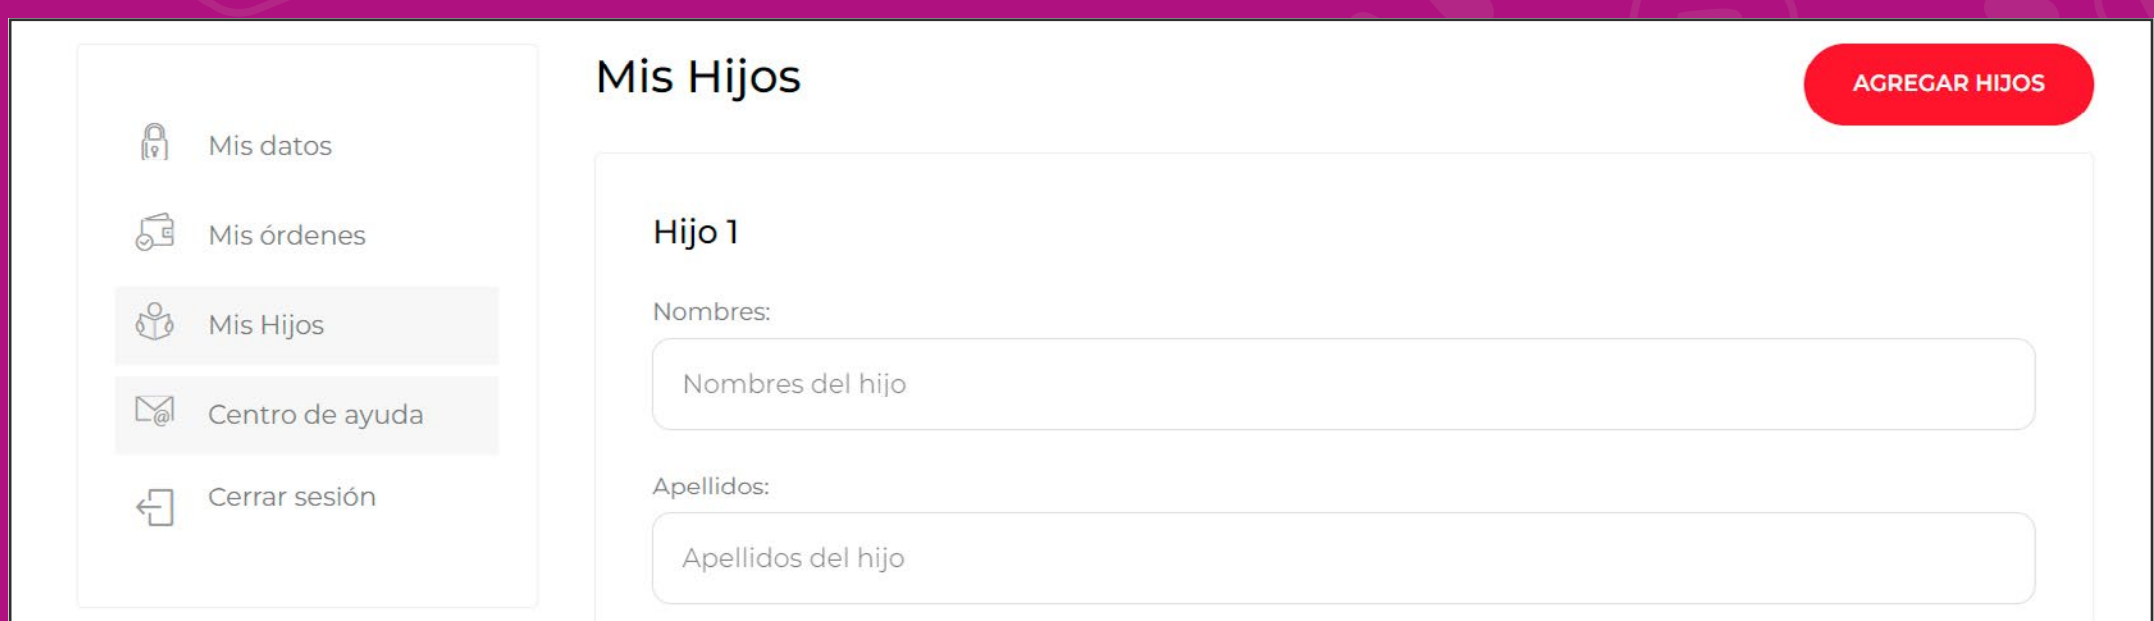 Mis datos
Mis órdenes
Mis Hijos
Centro de ayuda
Cerrar sesión
Mis Hijos
AGREGAR HIJOS
Hijo 1
Nombres:
Nombres del hijo
Apellidos:
Apellidos del hijo